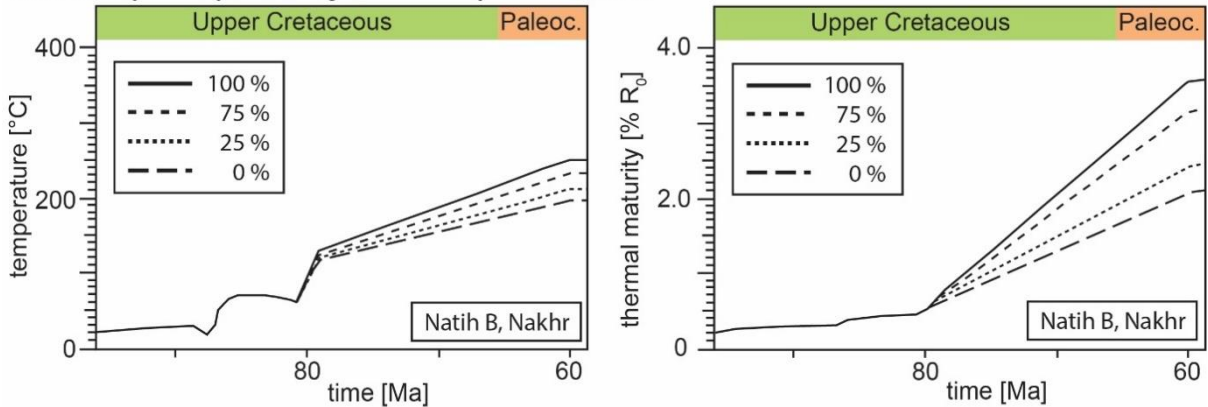 Upper Cretaceous
Paleoc.
400
200
0
temperature [°C]
100 %
75 %
25 %
0 %
Natih B, Nakhr
80
60
time [Ma]
Upper Cretaceous
Paleoc.
4.0
2.0
0
thermal maturity [% R0]
100 %
75 %
25 %
0 %
Natih B, Nakhr
80
60
time [Ma]